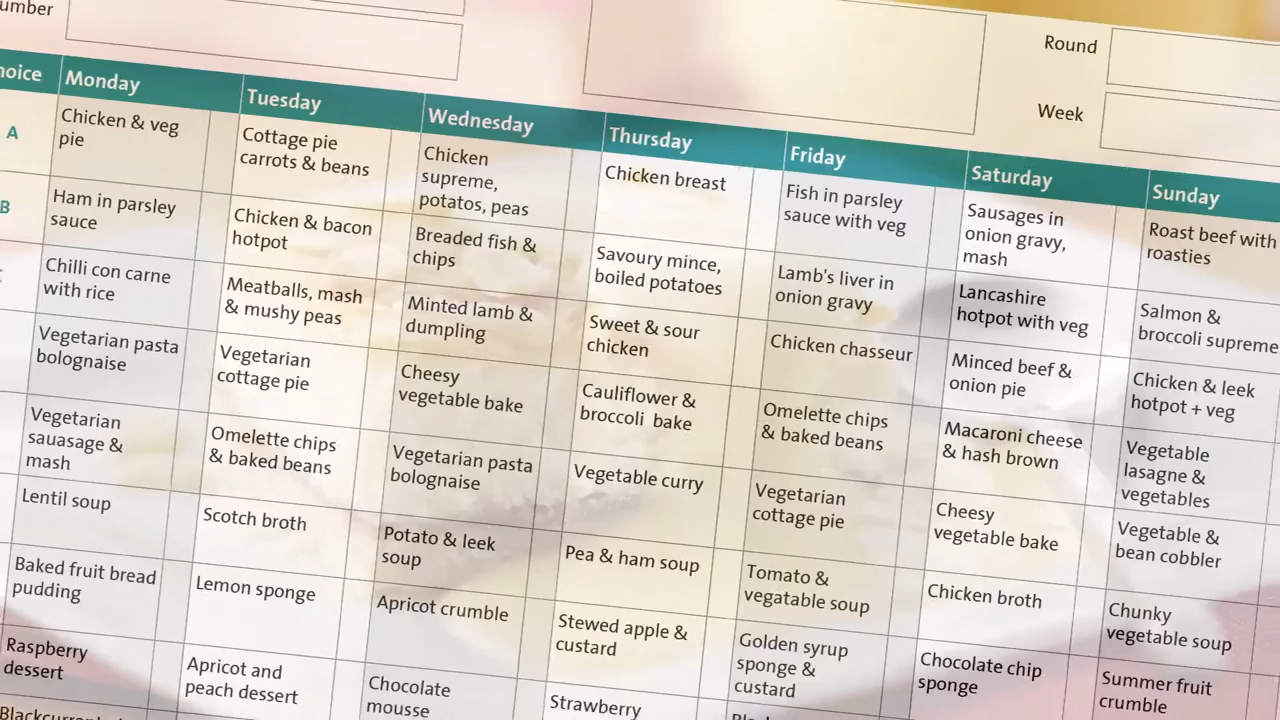 Round
Week
Monday
Tuesday
Wednesday
Thursday
Friday
Saturday
Sunday
A
Chicken & veg
pie
Cottage pie
carrots & beans
Chicken
supreme,
potatos, peas
Chicken breast
Fish in parsley
sauce with veg
Sausages in
onion gravy,
mash
Roast beef with
roasties
B
Ham in parsley
sauce
Chicken & bacon
hotpot
Breaded fish &
chips
Savoury mince,
boiled potatoes
Lamb's liver in
onion gravy
Lancashire
hotpot with veg
Salmon &
broccoli supreme
Chilli con carne
with rice
Meatballs, mash
& mushy peas
Minted lamb &
dumpling
Sweet & sour
chicken
Chicken chasseur
Minced beef &
onion pie
Chicken & leek
hotpot + veg
Vegetarian pasta
bolognaise
Vegetarian
cottage pie
Cheesy
vegetable bake
Cauliflower &
broccoli bake
Omelette chips
& baked beans
Macaroni cheese
& hash brown
Vegetable
lasagne &
vegetables
Vegetarian
sauasage &
mash
Omelette chips
& baked beans
Vegetarian pasta
bolognaise
Vegetable curry
Vegetarian
cottage pie
Cheesy
vegetable bake
Vegetable &
bean cobbler
Lentil soup
Scotch broth
Potato & leek
soup
Pea & ham soup
Tomato &
vegatable soup
Chicken broth
Chunky
vegetable soup
Baked fruit bread
pudding
Lemon sponge
Apricot crumble
Stewed apple &
custard
Golden syrup
sponge &
custard
Chocolate chip
sponge
Summer fruit
crumble
Raspberry
dessert
Apricot and
peach dessert
Chocolate
mousse
Strawberry